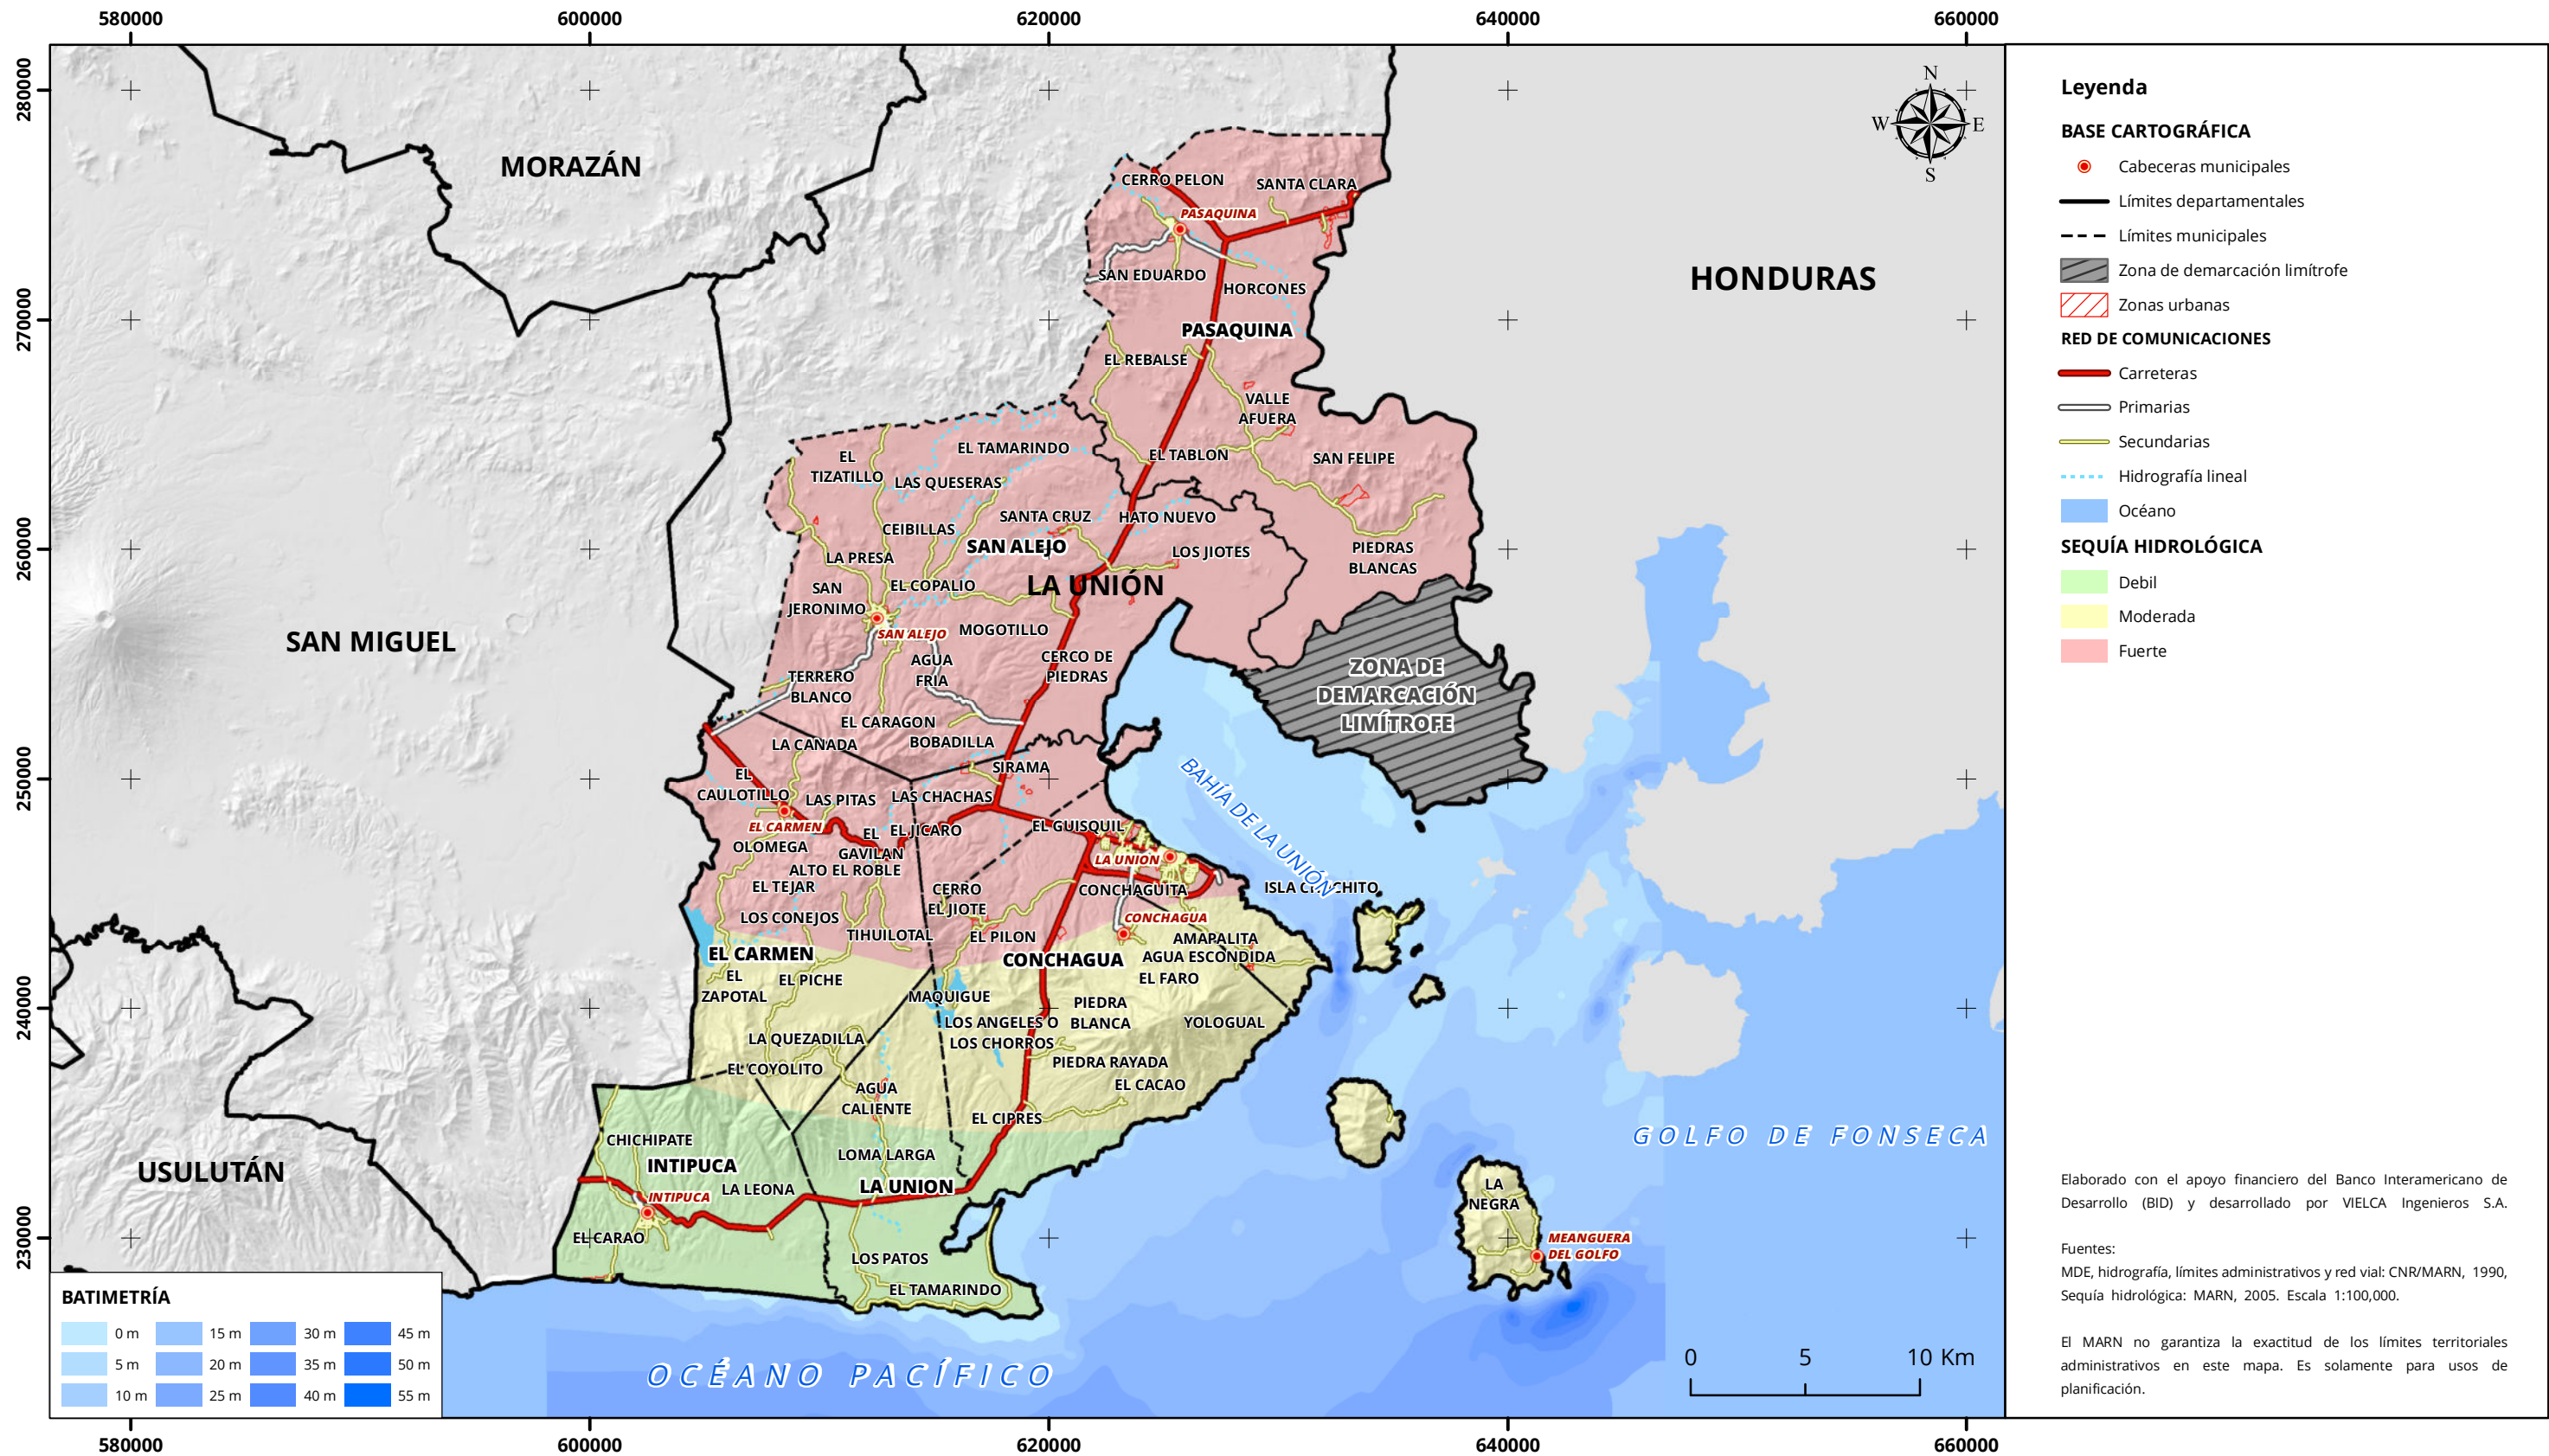 580000
600000
620000
640000
660000
280000
270000
260000
250000
240000
230000
MORAZÁN
HONDURAS
SAN MIGUEL
USULUTÁN
LA UNIÓN
N
W
E
S
CERRO PELON
SANTA CLARA
PASAQUINA
SAN EDUARDO
HORCONES
PASAQUINA
EL REBALSE
VALLE
AFUERA
EL TAMARINDO
EL TABLON
SAN FELIPE
EL
TIZATILLO
LAS QUESERAS
SANTA CRUZ
HATO NUEVO
CEIBILLAS
SAN ALEJO
LOS JIOTES
PIEDRAS
BLANCAS
LA PRESA
EL COPALIO
SAN
JERONIMO
SAN ALEJO
MOGOTILLO
AGUA
FRIA
CERCO DE
PIEDRAS
ZONA DE
DEMARCACIÓN
LIMÍTROFE
TERRERO
BLANCO
EL CARAGON
LA CAÑADA
BOBADILLA
SIRAMA
BAHÍA DE LA UNIÓN
EL
CAULOTILLO
LAS PITAS
LAS CHACHAS
EL CARMEN
EL JICARO
EL GUISQUIL
EL
GAVILAN
OLOMEGA
ALTO EL ROBLE
LA UNION
EL TEJAR
CERRO
EL JIOTE
CONCHAGUITA
ISLA CHUCHITO
LOS CONEJOS
CONCHAGUA
TIHUILOTAL
EL PILON
AMAPALITA
EL CARMEN
CONCHAGUA
AGUA ESCONDIDA
EL
ZAPOTAL
EL PICHE
EL FARO
MAQUIGUE
PIEDRA
BLANCA
LOS ANGELES O
LOS CHORROS
YOLOGUAL
LA QUEZADILLA
PIEDRA RAYADA
EL COYOLITO
AGUA
CALIENTE
EL CACAO
EL CIPRES
CHICHIPATE
GOLFO DE FONSECA
LOMA LARGA
INTIPUCA
LA LEONA
LA UNION
INTIPUCA
LA
NEGRA
EL CARAO
MEANGUERA
DEL GOLFO
LOS PATOS
EL TAMARINDO
OCÉANO PACÍFICO
BATIMETRÍA
0 m
15 m
30 m
45 m
5 m
20 m
35 m
50 m
10 m
25 m
40 m
55 m
0
5
10 Km
580000
600000
620000
640000
660000
Leyenda
BASE CARTOGRÁFICA
Cabeceras municipales
Límites departamentales
Límites municipales
Zona de demarcación limítrofe
Zonas urbanas
RED DE COMUNICACIONES
Carreteras
Primarias
Secundarias
Hidrografía lineal
Océano
SEQUÍA HIDROLÓGICA
Debil
Moderada
Fuerte
Elaborado con el apoyo financiero del Banco Interamericano de
Desarrollo (BID) y desarrollado por VIELCA Ingenieros S.A.
Fuentes:
MDE, hidrografía, límites administrativos y red vial: CNR/MARN, 1990,
Sequía hidrológica: MARN, 2005. Escala 1:100,000.
El MARN no garantiza la exactitud de los límites territoriales
administrativos en este mapa. Es solamente para usos de
planificación.